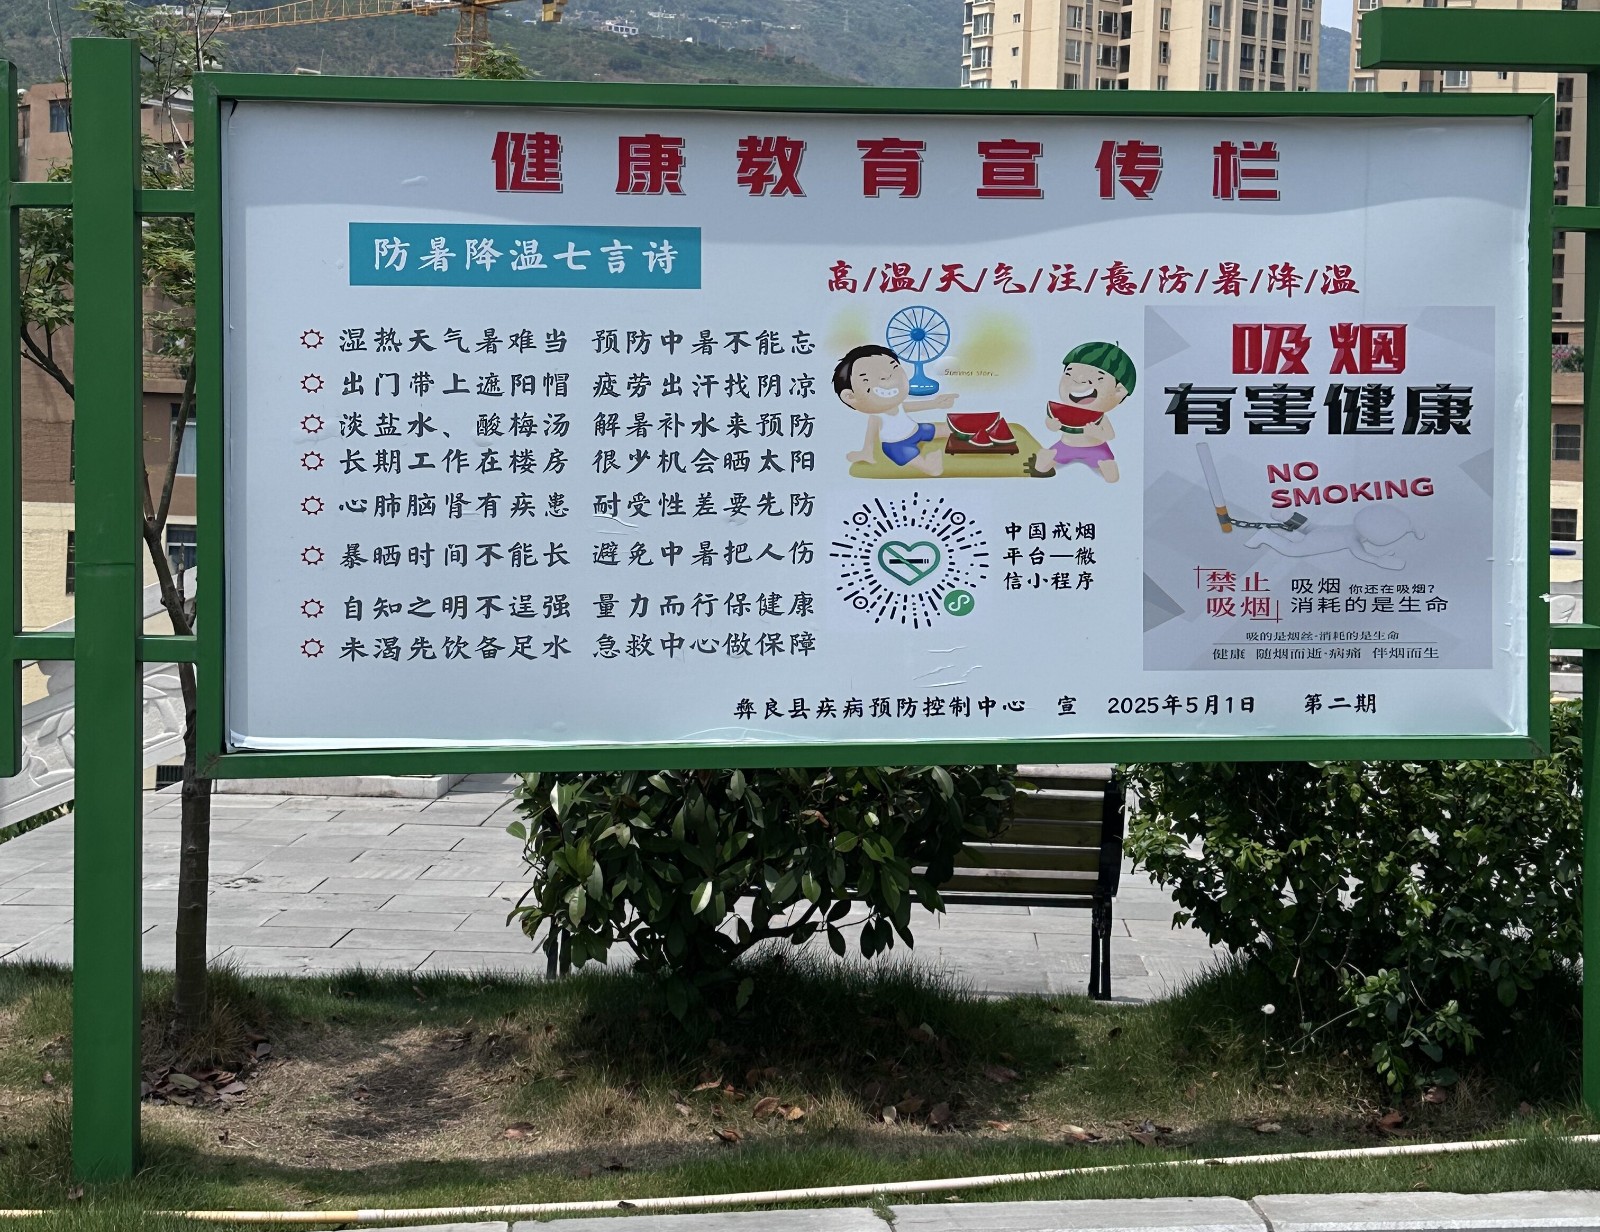 健康教育宣传栏
防暑降温七言诗
湿热天气暑难当 预防中暑不能忘
出门带上遮阳帽 疲劳出汗找阴凉
淡盐水、酸梅汤 解暑补水来预防
长期工作在楼房 很少机会晒太阳
心肺脑肾有疾患 耐受性差要先防
暴晒时间不能长 避免中暑把人伤
自知之明不逞强 量力而行保健康
未渴先饮备足水 急救中心做保障
高/温/天/气/注/意/防/暑/降/温
Summer story...
中国戒烟
平台—微
信小程序
吸烟
有害健康
NO
SMOKING
禁止
吸烟
吸烟 你还在吸烟?
消耗的是生命
吸的是烟丝·消耗的是生命
健康 随烟而逝·病痛 伴烟而生
彝良县疾病预防控制中心 宣 2025年5月1日 第二期